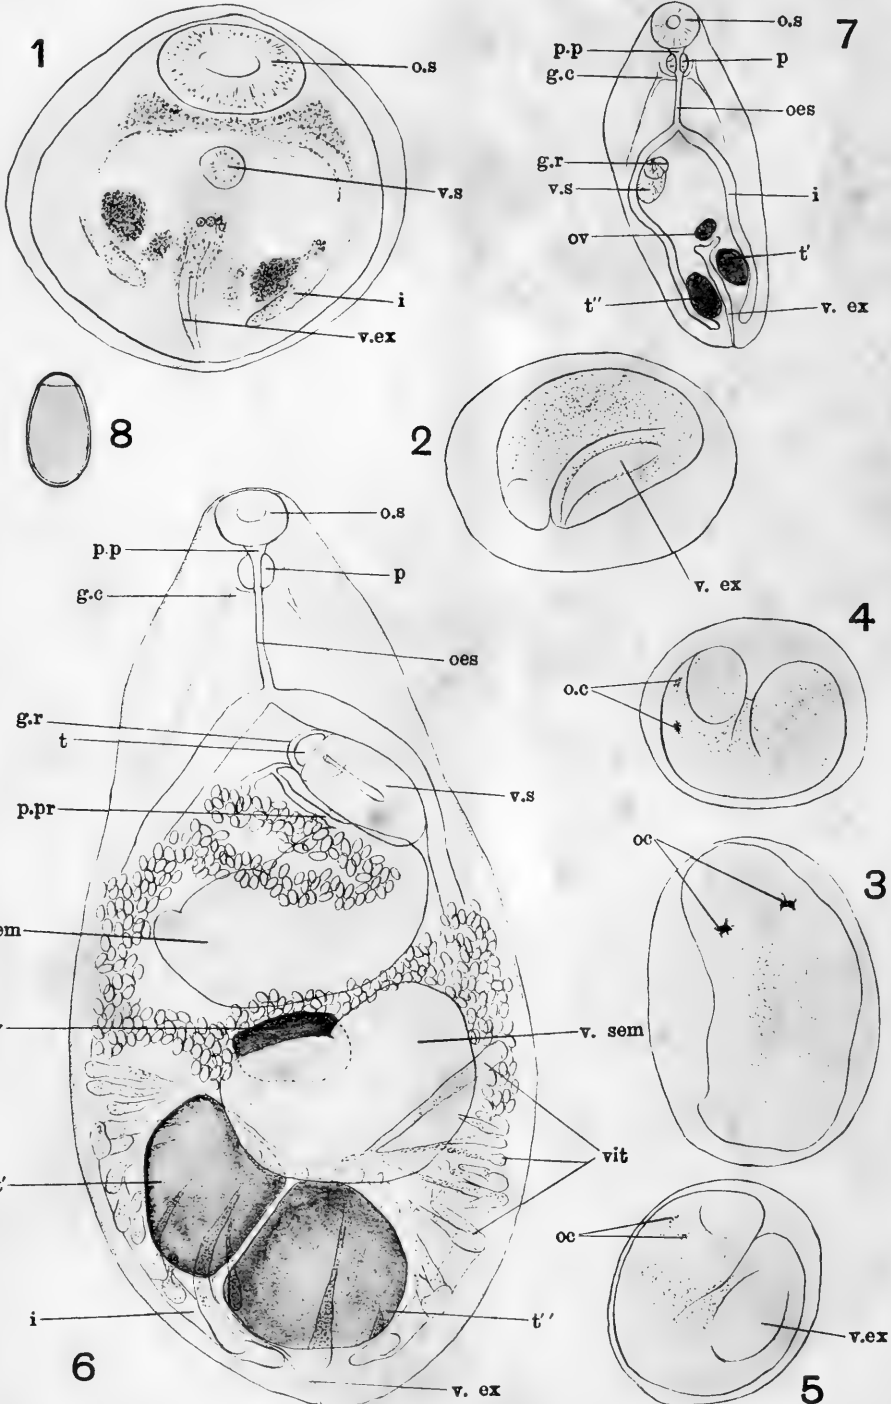 1
o.s
v.s
i
v.ex
7
o.s
p.p
p
g.c
oes
g.r
v.s
i
ov
t'
t''
v. ex
8
2
v. ex
o.s
p.p
p
g.c
oes
g.r
t
v.s
p.pr
v. sem
vit
i
t''
v. ex
6
4
o.c
oc
3
oc
v.ex
5